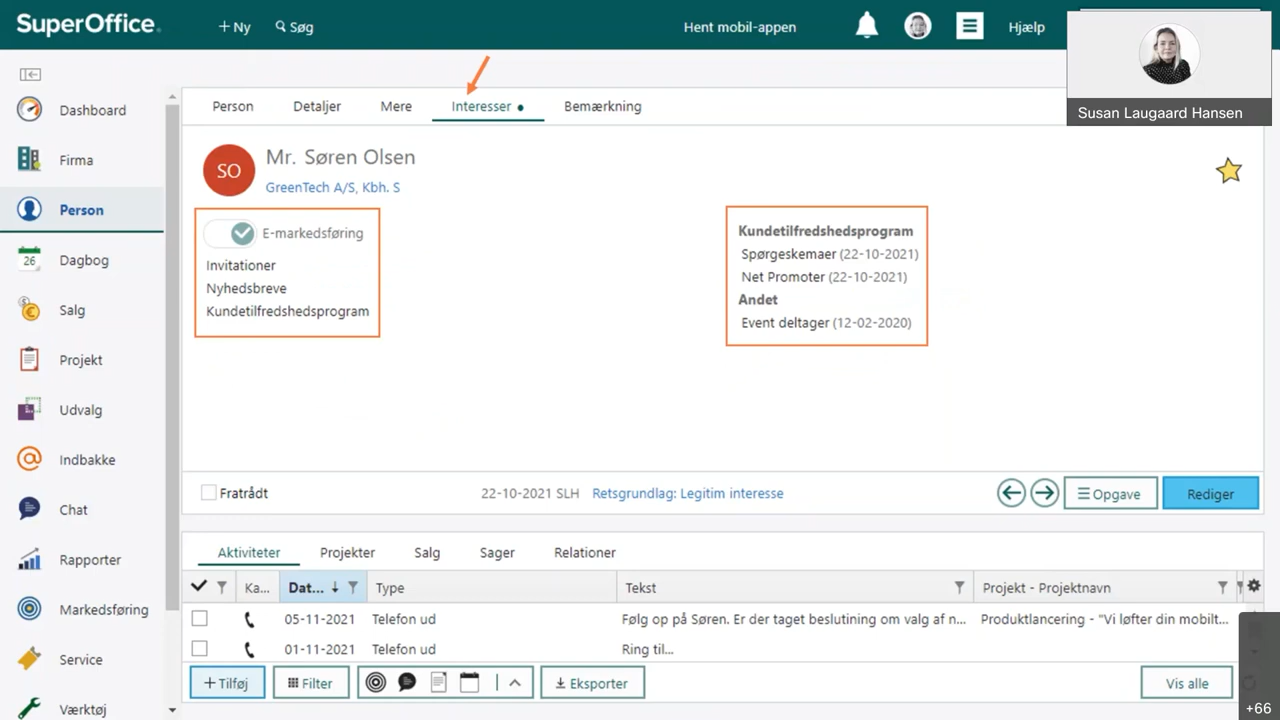 SuperOffice.
+ Ny
Søg
Hent mobil-appen
Hjælp
Susan Laugaard Hansen
Dashboard
Firma
Person
26
Dagbog
Salg
Projekt
Udvalg
Indbakke
Chat
Rapporter
Markedsføring
Service
Værktøj
Person
Detaljer
Mere
Interesser
Bemærkning
SO
Mr. Søren Olsen
GreenTech A/S, Kbh. S
E-markedsføring
Invitationer
Nyhedsbreve
Kundetilfredshedsprogram
Kundetilfredshedsprogram
Spørgeskemaer (22-10-2021)
Net Promoter (22-10-2021)
Andet
Event deltager (12-02-2020)
Fratrådt
22-10-2021 SLH
Retsgrundlag: Legitim interesse
Opgave
Rediger
Aktiviteter
Projekter
Salg
Sager
Relationer
Ka...
Dat...
Type
Tekst
Projekt - Projektnavn
05-11-2021
Telefon ud
Følg op på Søren. Er der taget beslutning om valg af n...
Produktlancering - "Vi løfter din mobilt...
01-11-2021
Telefon ud
Ring til...
+ Tilføj
Filter
Eksporter
Vis alle
+66